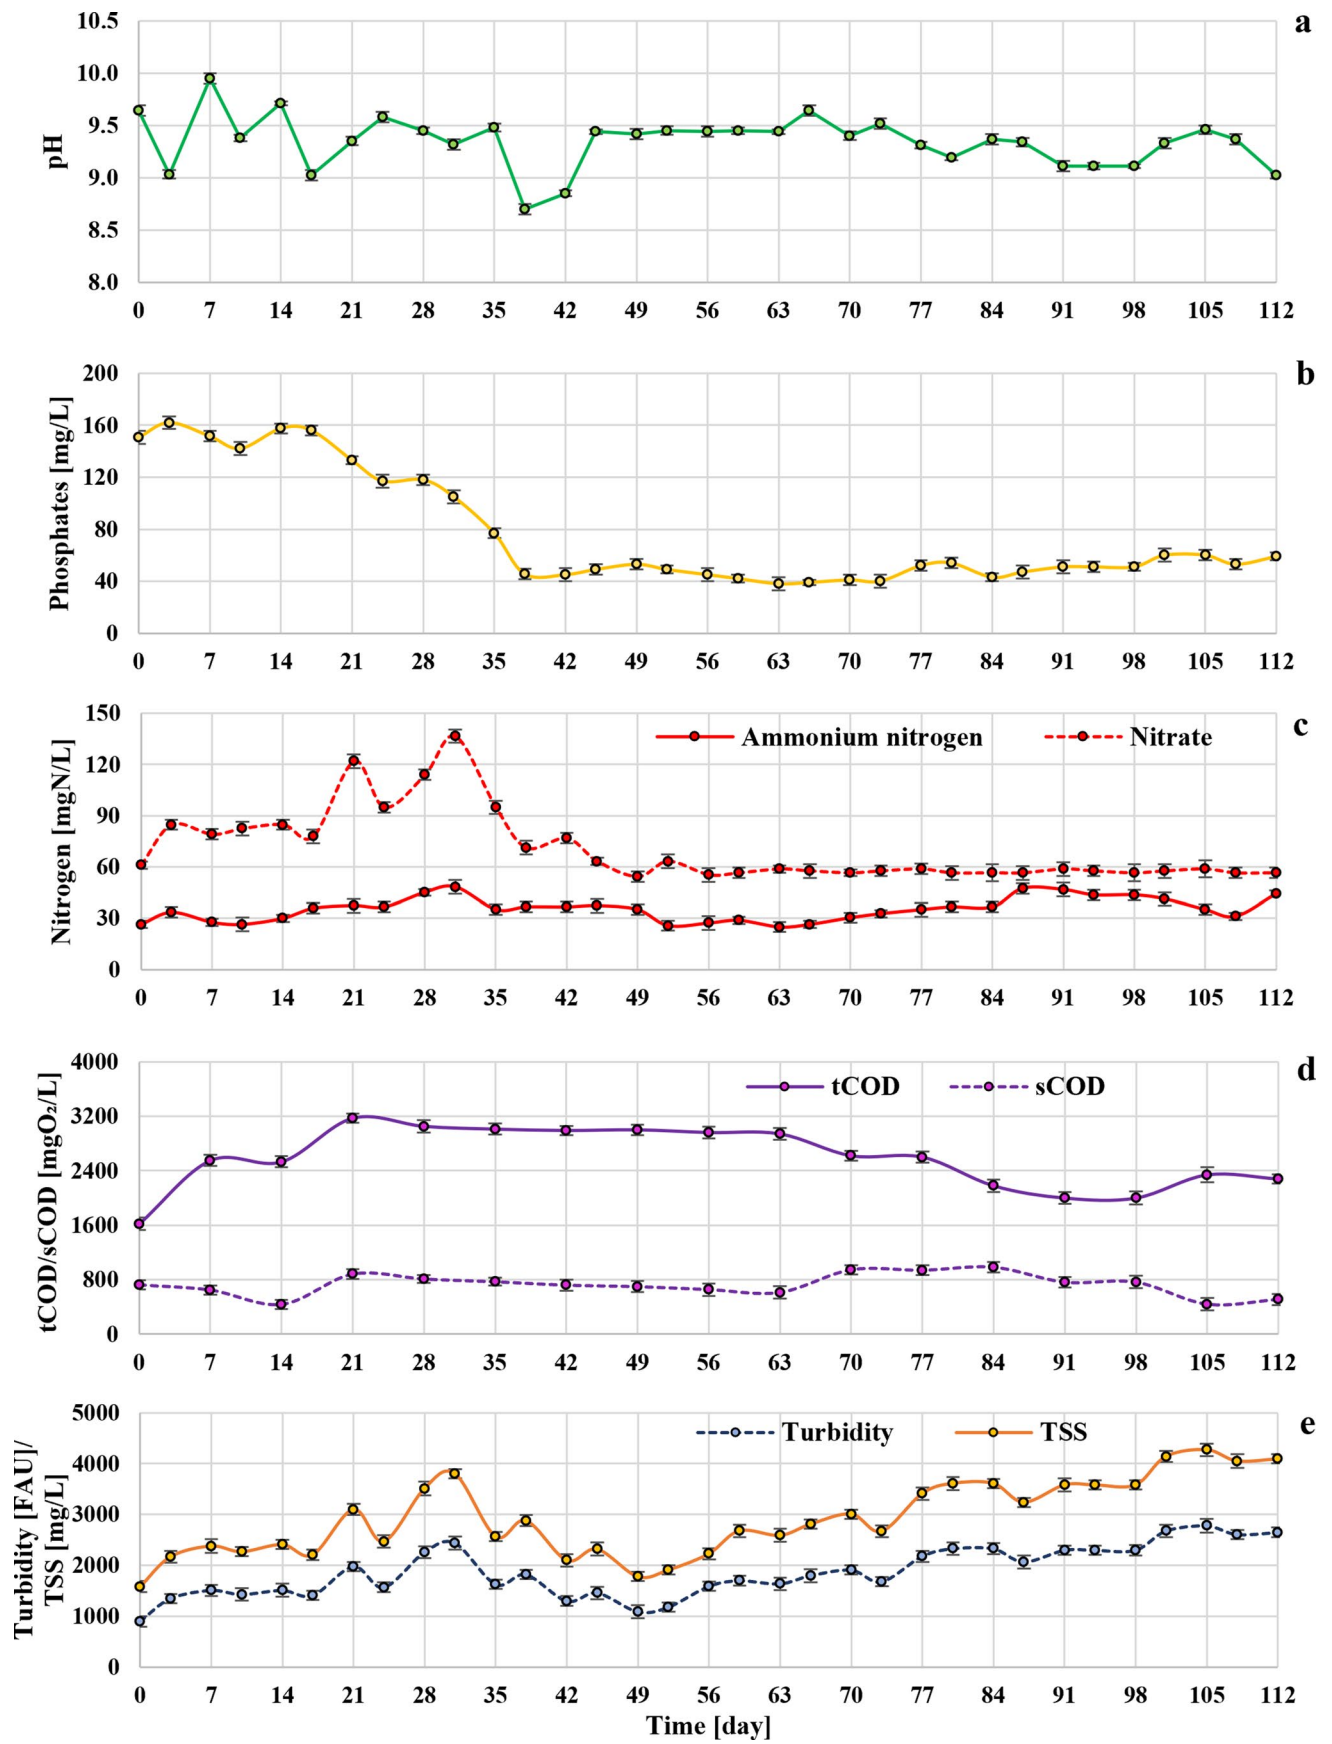 a
10.5
10.0
9.5
9.0
8.5
8.0
pH
0 7 14 21 28 35 42 49 56 63 70 77 84 91 98 105 112
b
200
160
120
80
40
0
Phosphates [mg/L]
0 7 14 21 28 35 42 49 56 63 70 77 84 91 98 105 112
c
150
120
90
60
30
0
Nitrogen [mgN/L]
Ammonium nitrogen Nitrate
0 7 14 21 28 35 42 49 56 63 70 77 84 91 98 105 112
d
4000
3200
2400
1600
800
0
tCOD/sCOD [mgO₂/L]
tCOD sCOD
0 7 14 21 28 35 42 49 56 63 70 77 84 91 98 105 112
e
5000
4000
3000
2000
1000
0
Turbidity [FAU]/
TSS [mg/L]
Turbidity TSS
0 7 14 21 28 35 42 49 56 63 70 77 84 91 98 105 112
Time [day]